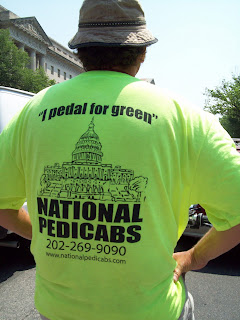 "I pedal for green"
NATIONAL
PEDICABS
202-269-9090
www.nationalpedicabs.com